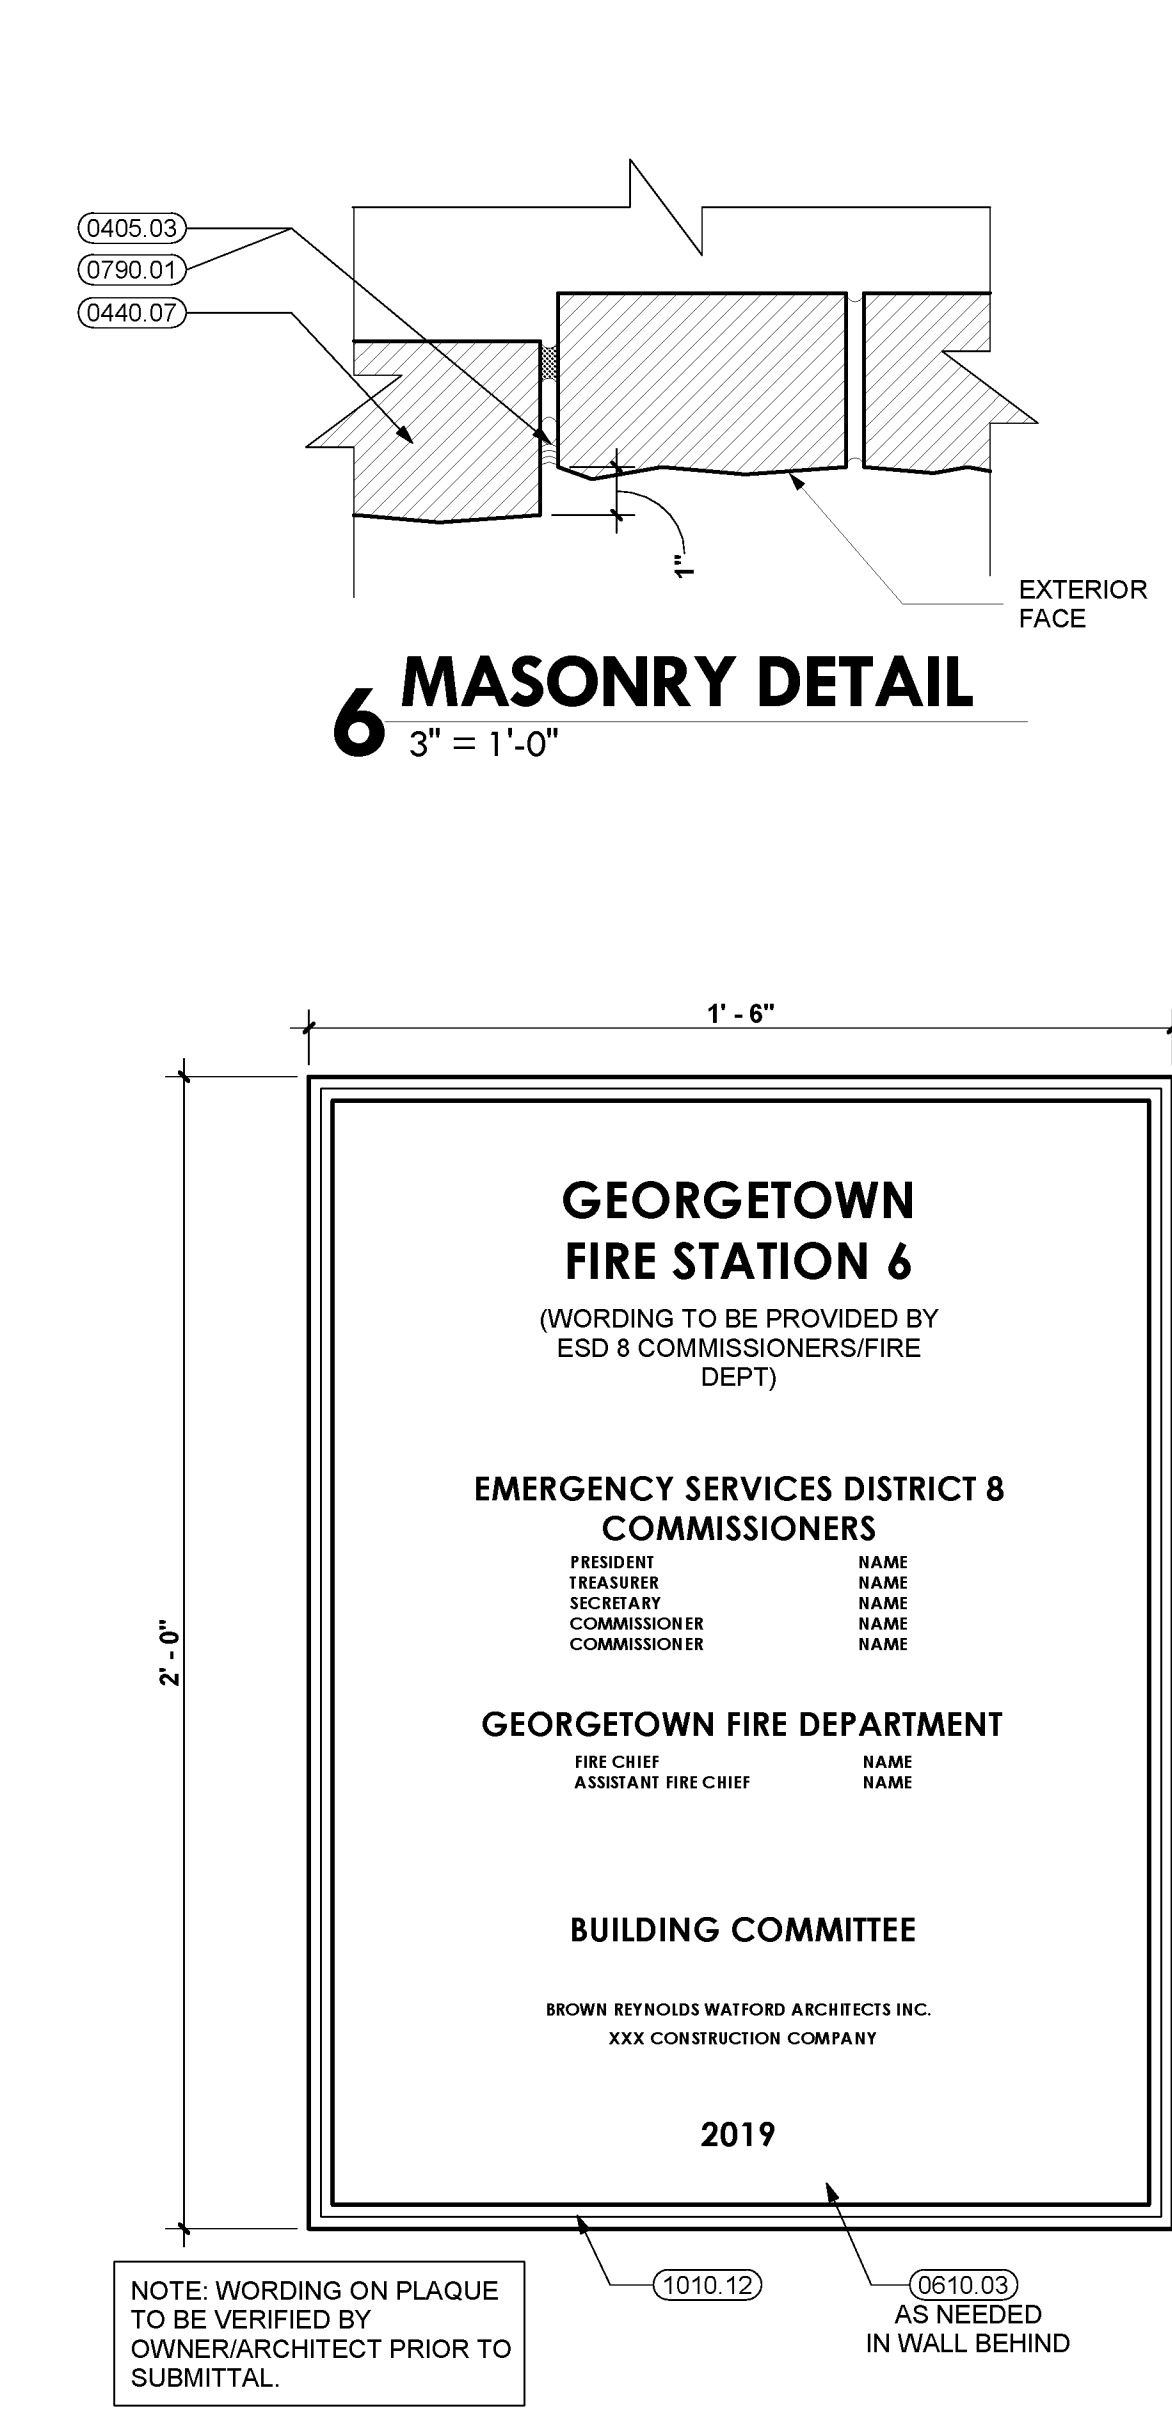 0405.03
0790.01
0440.07
1"
EXTERIOR
FACE
6 MASONRY DETAIL
3" = 1'-0"
1' - 6"
2' - 0"
GEORGETOWN
FIRE STATION 6
(WORDING TO BE PROVIDED BY
ESD 8 COMMISSIONERS/FIRE
DEPT)
EMERGENCY SERVICES DISTRICT 8
COMMISSIONERS
PRESIDENT NAME
TREASURER NAME
SECRETARY NAME
COMMISSIONER NAME
COMMISSIONER NAME
GEORGETOWN FIRE DEPARTMENT
FIRE CHIEF NAME
ASSISTANT FIRE CHIEF NAME
BUILDING COMMITTEE
BROWN REYNOLDS WATFORD ARCHITECTS INC.
XXX CONSTRUCTION COMPANY
2019
1010.12
0610.03
AS NEEDED
IN WALL BEHIND
NOTE: WORDING ON PLAQUE
TO BE VERIFIED BY
OWNER/ARCHITECT PRIOR TO
SUBMITTAL.